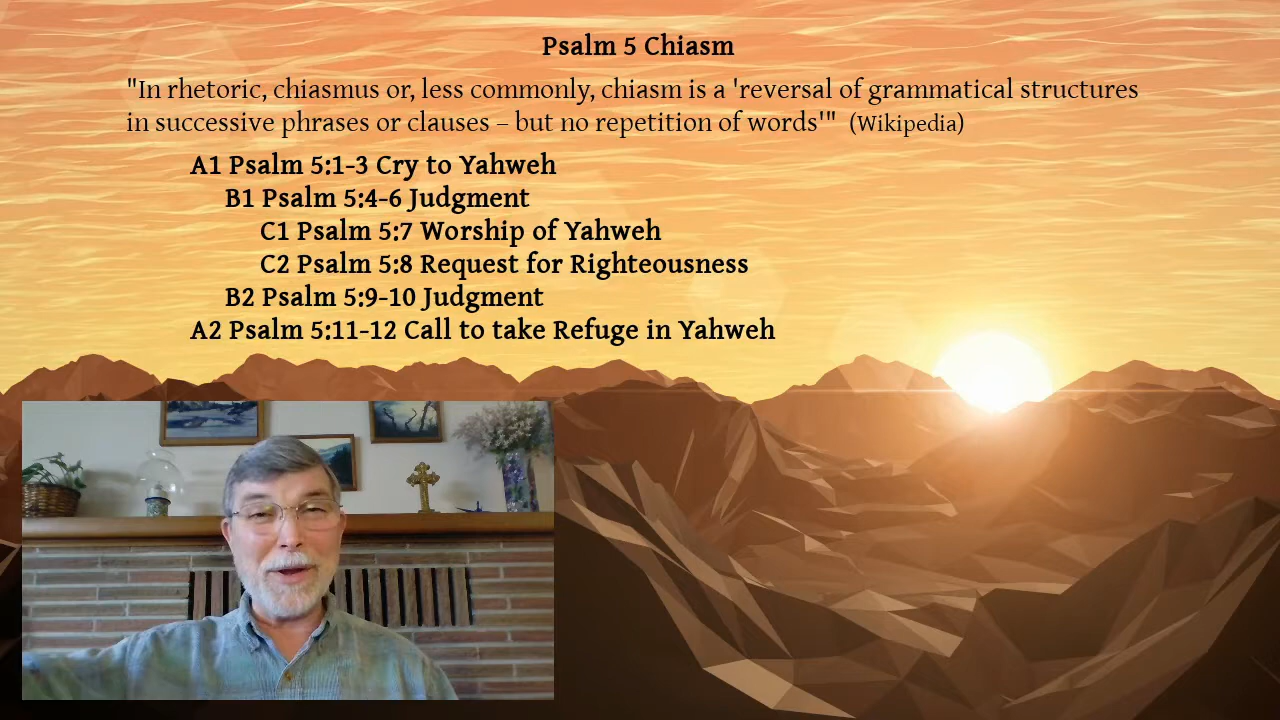 Psalm 5 Chiasm
"In rhetoric, chiasmus or, less commonly, chiasm is a 'reversal of grammatical structures
in successive phrases or clauses – but no repetition of words'" (Wikipedia)
A1 Psalm 5:1-3 Cry to Yahweh
B1 Psalm 5:4-6 Judgment
C1 Psalm 5:7 Worship of Yahweh
C2 Psalm 5:8 Request for Righteousness
B2 Psalm 5:9-10 Judgment
A2 Psalm 5:11-12 Call to take Refuge in Yahweh